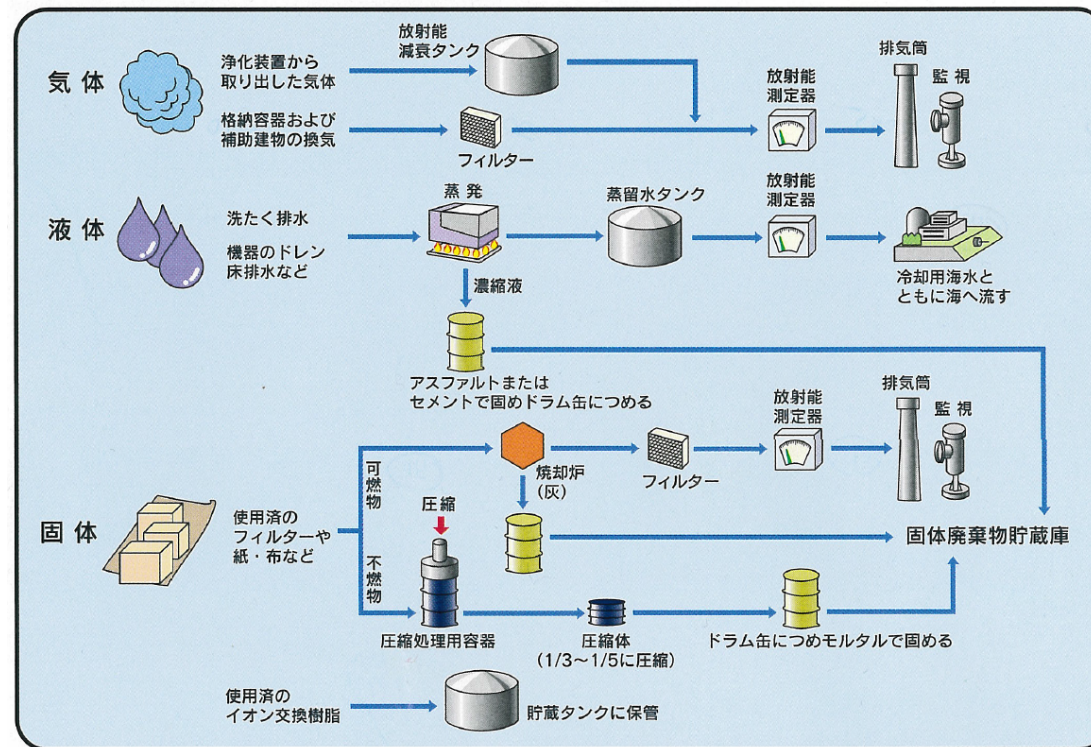 気体
浄化装置から
取り出した気体
放射能
減衰タンク
格納容器および
補助建物の換気
フィルター
放射能
測定器
排気筒
監視
液体
洗たく排水
機器のドレン
床排水など
蒸発
蒸留水タンク
放射能
測定器
冷却用海水と
ともに海へ流す
濃縮液
アスファルトまたは
セメントで固めドラム缶につめる
固体
使用済の
フィルターや
紙・布など
可燃物
焼却炉
(灰)
フィルター
放射能
測定器
排気筒
監視
不燃物
圧縮
圧縮処理用容器
圧縮体
(1/3〜1/5に圧縮)
ドラム缶につめモルタルで固める
固体廃棄物貯蔵庫
使用済の
イオン交換樹脂
貯蔵タンクに保管